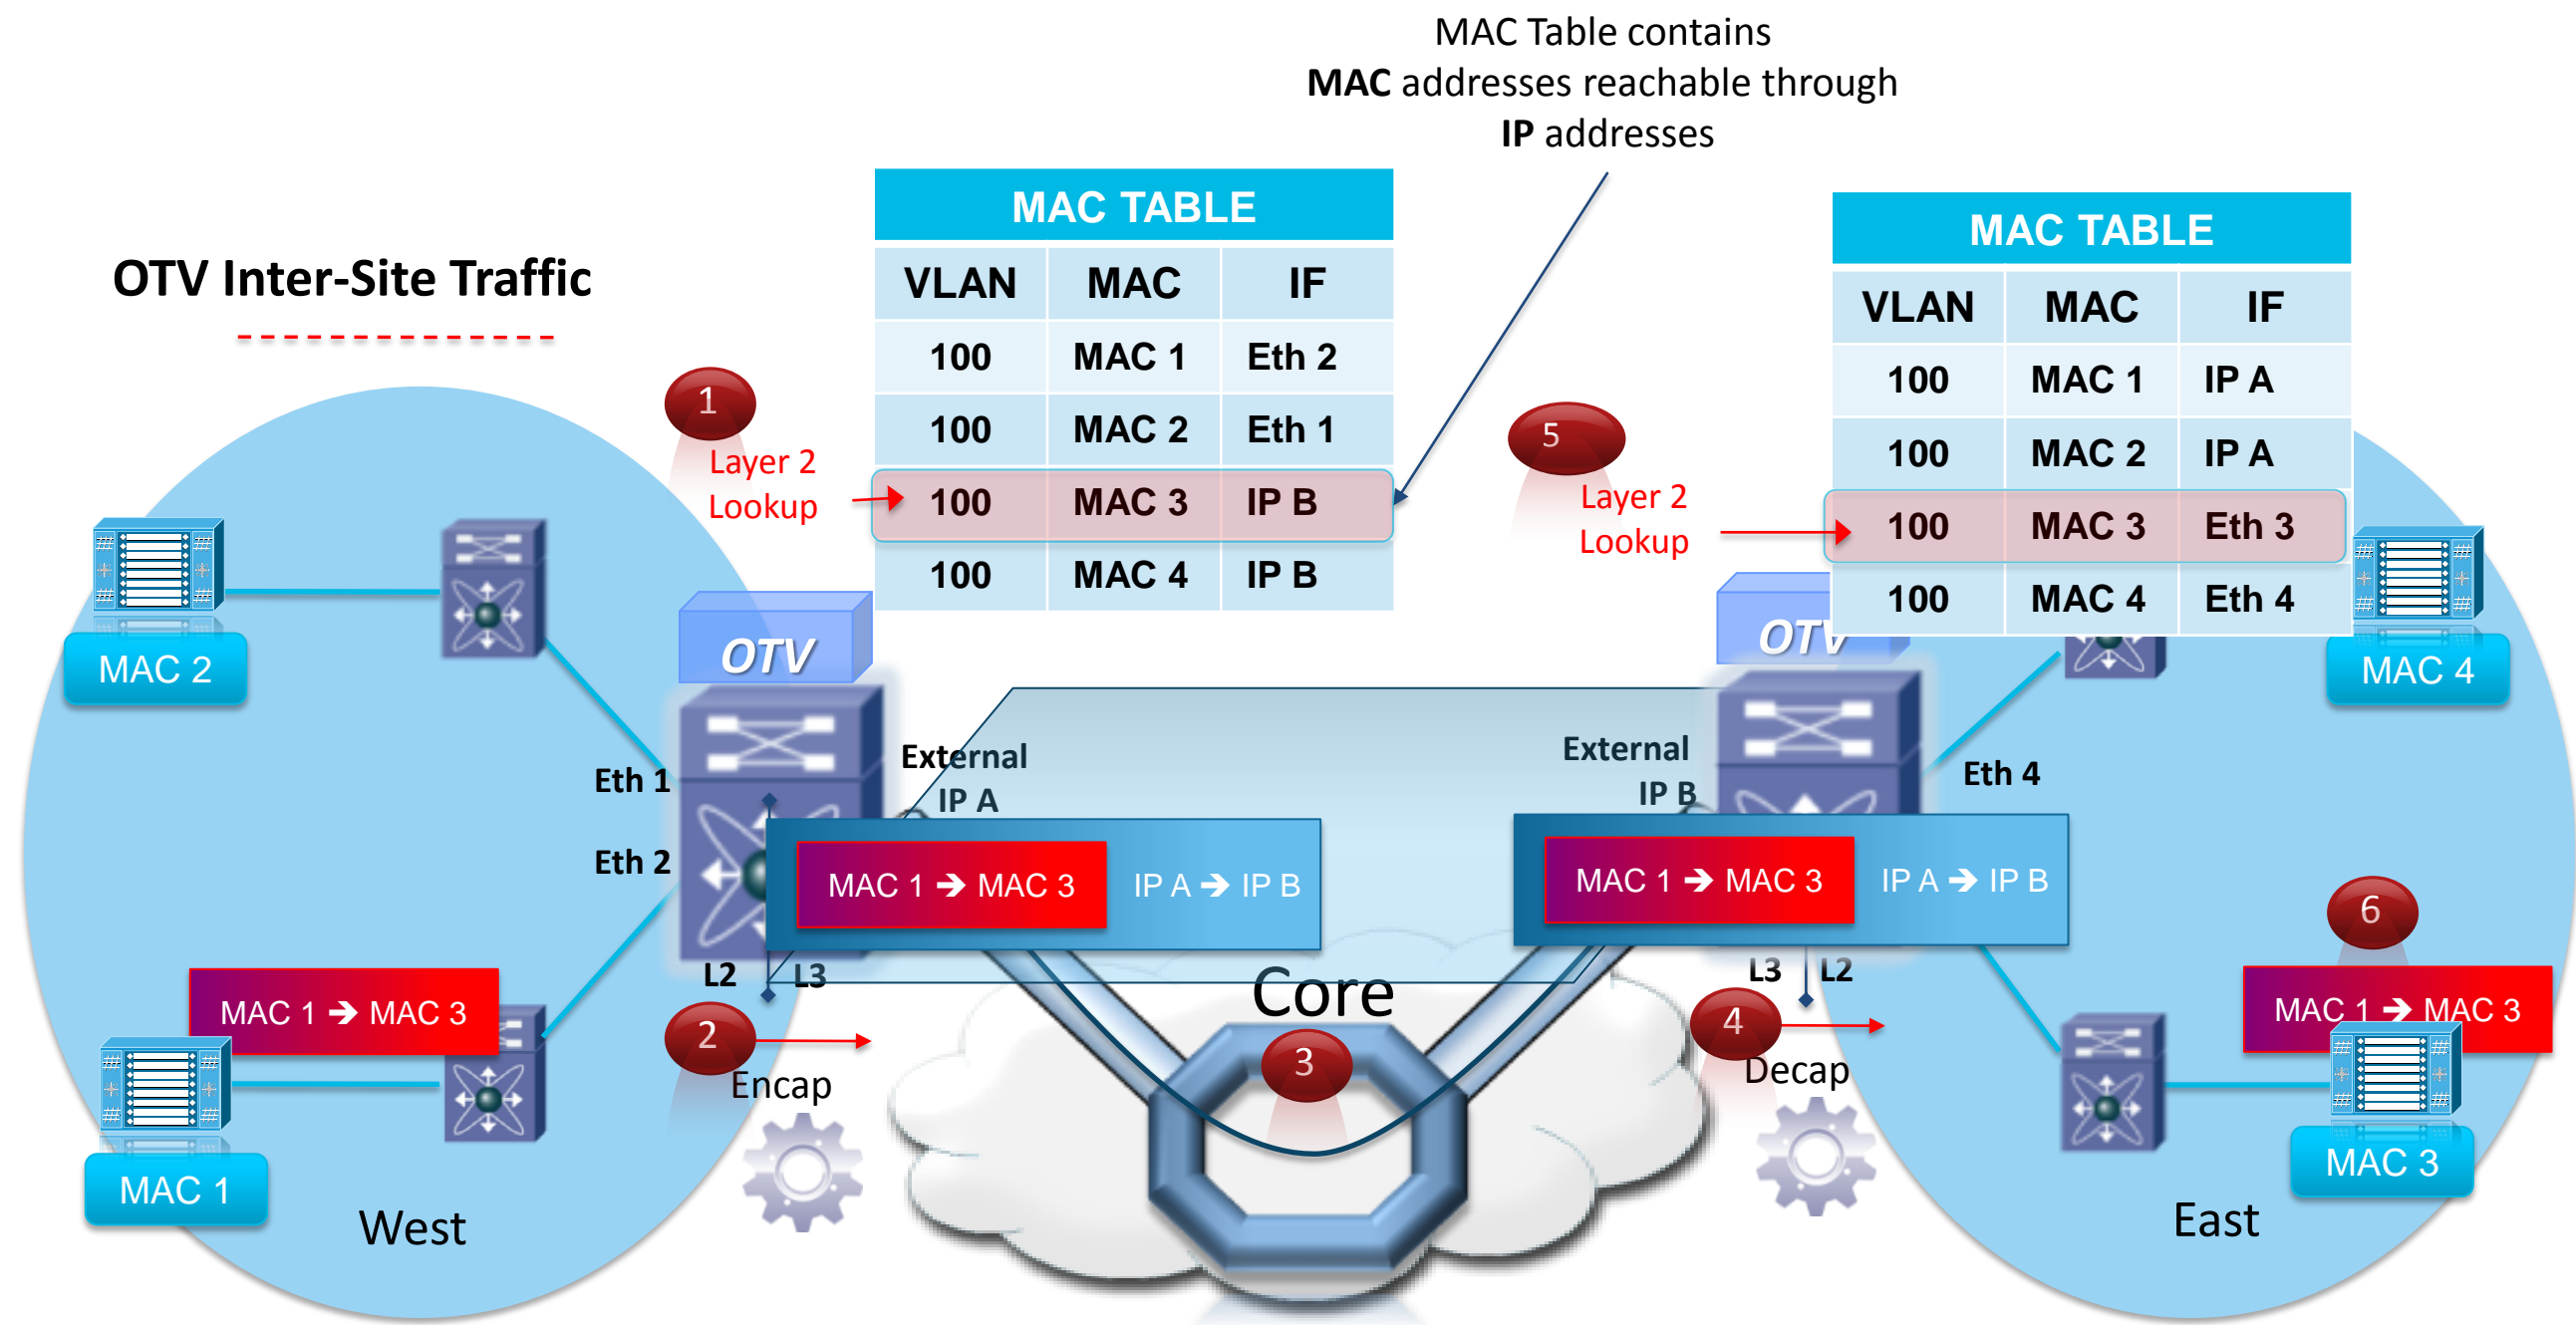 MAC Table contains
MAC addresses reachable through
IP addresses
OTV Inter-Site Traffic
MAC TABLE
VLAN MAC IF
100 MAC 1 Eth 2
100 MAC 2 Eth 1
100 MAC 3 IP B
100 MAC 4 IP B
MAC TABLE
VLAN MAC IF
100 MAC 1 IP A
100 MAC 2 IP A
100 MAC 3 Eth 3
100 MAC 4 Eth 4
1
Layer 2
Lookup
5
Layer 2
Lookup
OTV
OTV
MAC 2
MAC 4
Eth 1
Eth 2
External
IP A
External
IP B
Eth 4
MAC 1 ➔ MAC 3 IP A ➔ IP B
MAC 1 ➔ MAC 3 IP A ➔ IP B
L2 L3
L3 L2
MAC 1 ➔ MAC 3
6
MAC 1 ➔ MAC 3
Core
2
Encap
3
4
Decap
MAC 1
MAC 3
West
East